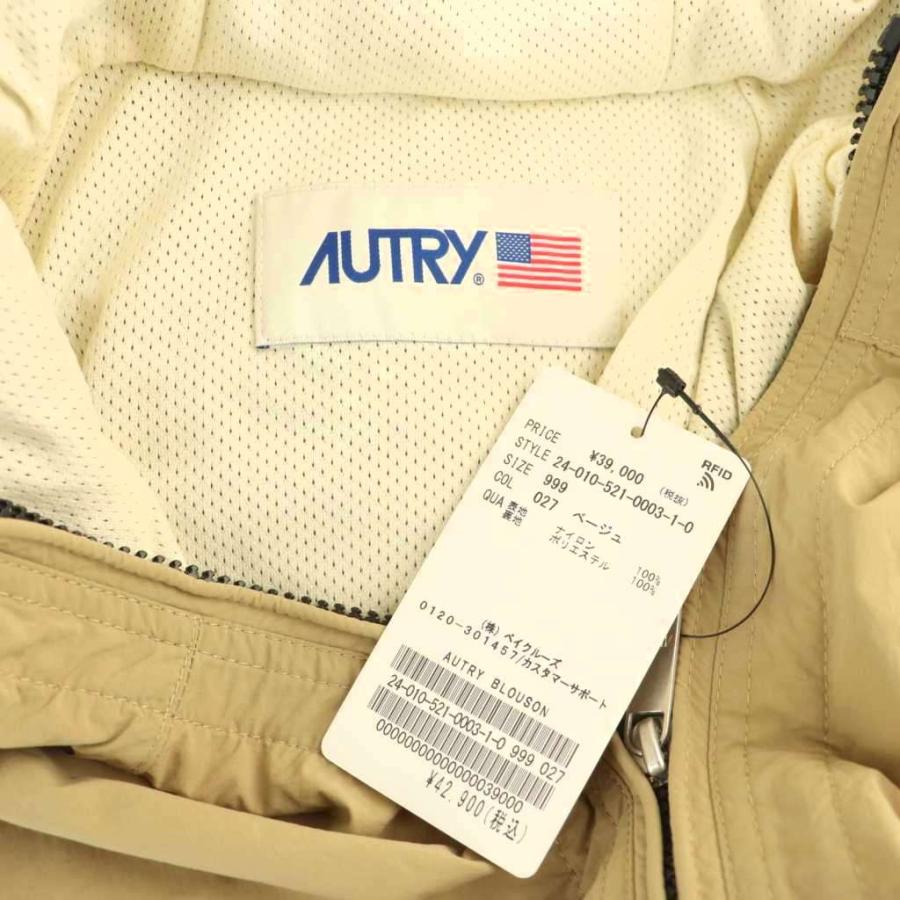 AUTRY®
RFID
PRICE ¥39,000 (税抜)
STYLE 24-010-521-0003-1-0
SIZE 999
COL 027 ベージュ
QUA 表地 ナイロン 100%
裏地 ポリエステル 100%
(株) ベイクルーズ
0120-301457/カスタマーサポート
AUTRY BLOUSON
24-010-521-0003-1-0 999 027
0000000000000039000
¥42,900(税込)